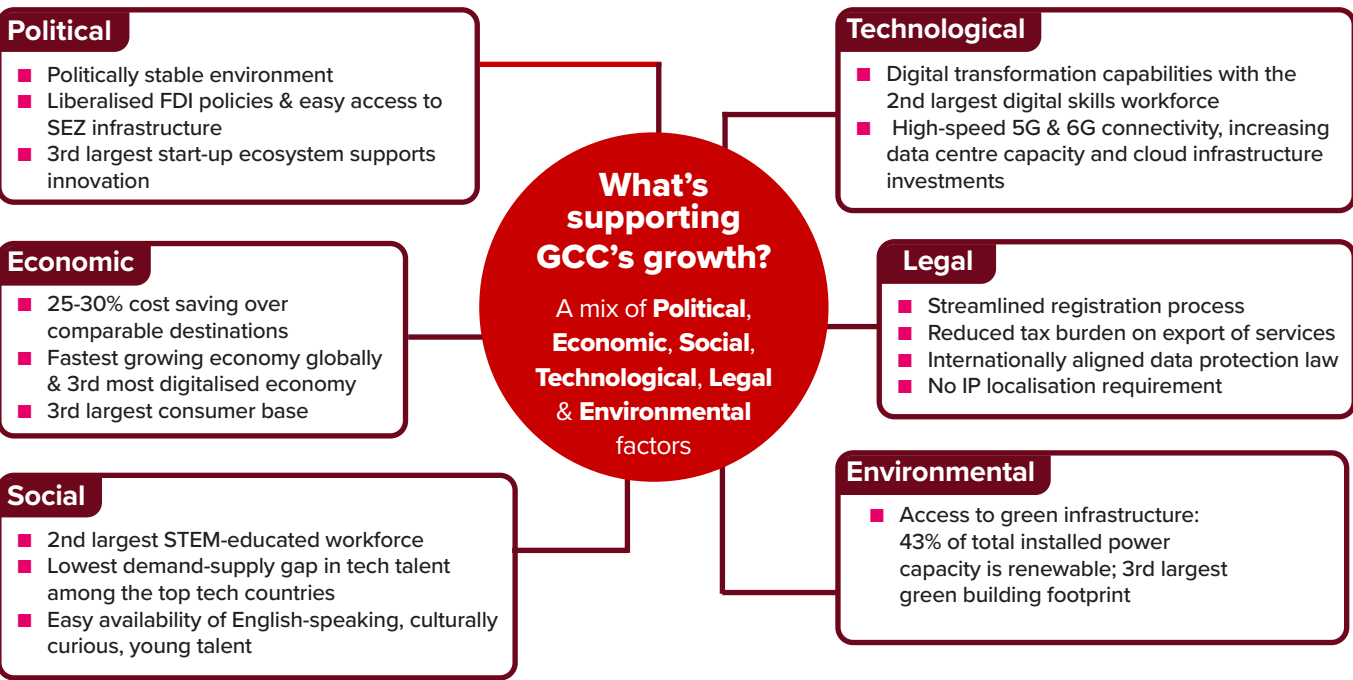 Political
Politically stable environment
Liberalised FDI policies & easy access to
SEZ infrastructure
3rd largest start-up ecosystem supports
innovation
Economic
25-30% cost saving over
comparable destinations
Fastest growing economy globally
& 3rd most digitalised economy
3rd largest consumer base
Social
2nd largest STEM-educated workforce
Lowest demand-supply gap in tech talent
among the top tech countries
Easy availability of English-speaking, culturally
curious, young talent
What's
supporting
GCC's growth?
A mix of Political,
Economic, Social,
Technological, Legal
& Environmental
factors
Technological
Digital transformation capabilities with the
2nd largest digital skills workforce
High-speed 5G & 6G connectivity, increasing
data centre capacity and cloud infrastructure
investments
Legal
Streamlined registration process
Reduced tax burden on export of services
Internationally aligned data protection law
No IP localisation requirement
Environmental
Access to green infrastructure:
43% of total installed power
capacity is renewable; 3rd largest
green building footprint